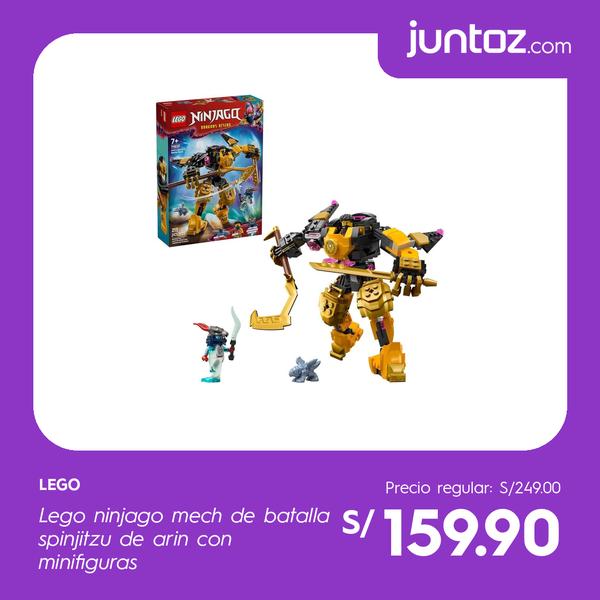 juntoz.com
LEGO NINJAGO
DRAGONS RISING
7+
LEGO
Precio regular: S/249.00
Lego ninjago mech de batalla
spinjitzu de arin con
minifiguras
S/159.90